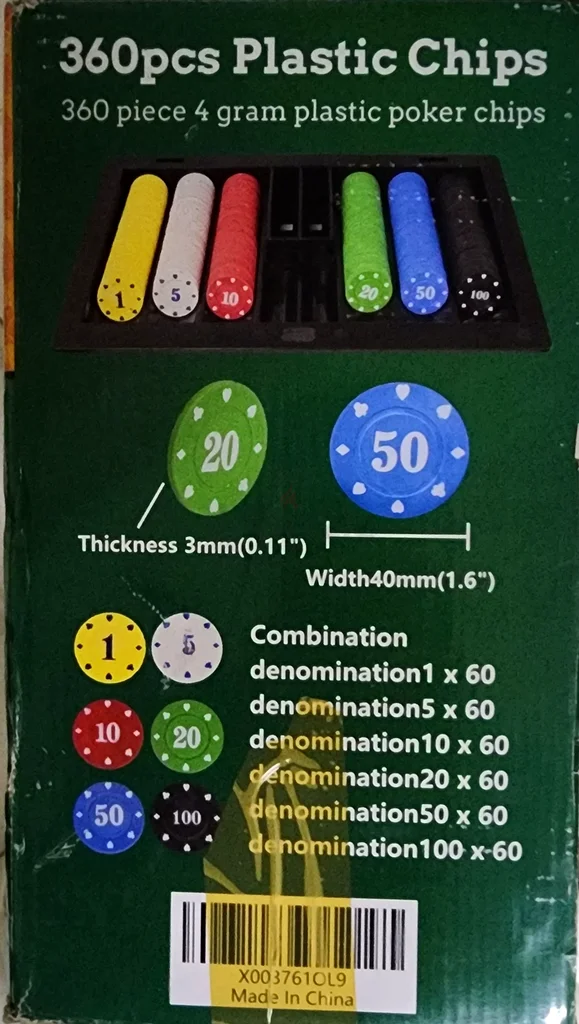 360pcs Plastic Chips
360 piece 4 gram plastic poker chips
1 5 10 20 50 100
20 50
Thickness 3mm(0.11")
Width40mm(1.6")
1 5
10 20
50 100
Combination
denomination1 x 60
denomination5 x 60
denomination10 x 60
denomination20 x 60
denomination50 x 60
denomination100 x 60
X003761OL9
Made In China